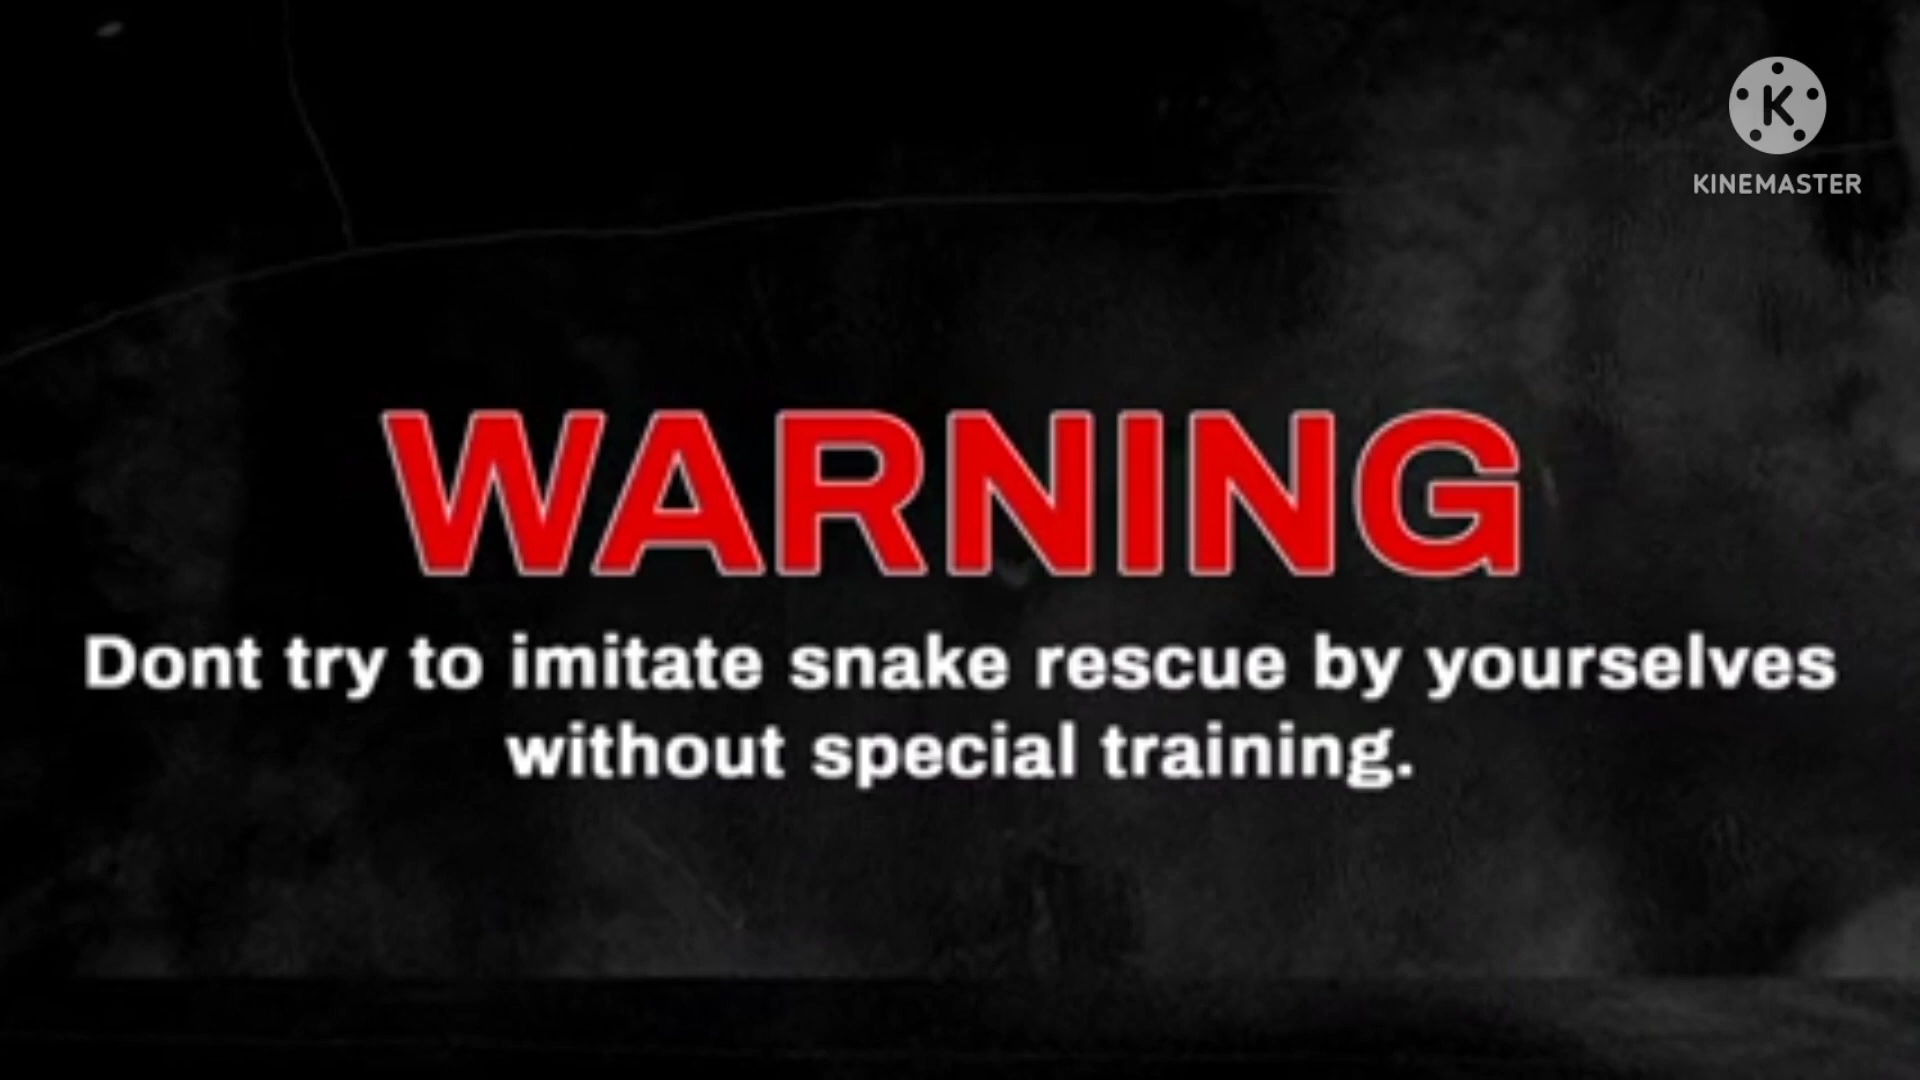 K
KINEMASTER
WARNING
Dont try to imitate snake rescue by yourselves
without special training.